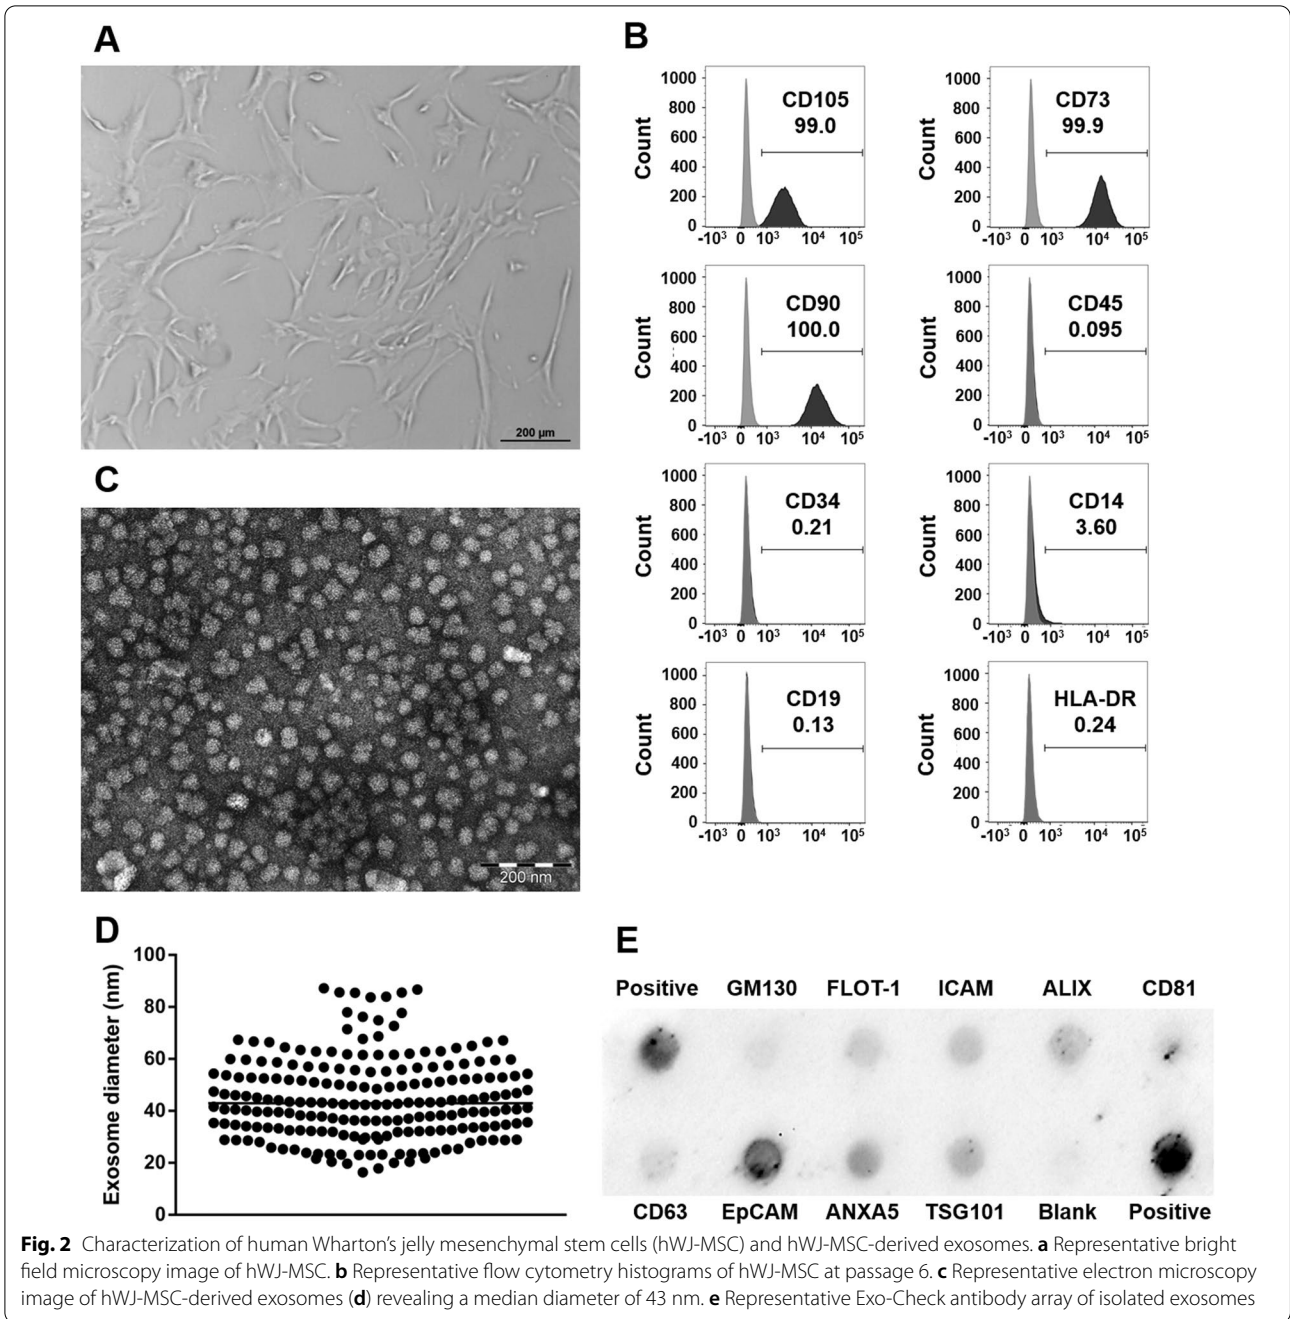 A
200 µm
B
1000
800
600
400
200
0
Count
CD105
99.0
-10³ 0 10³ 10⁴ 10⁵
1000
800
600
400
200
0
Count
CD73
99.9
-10³ 0 10³ 10⁴ 10⁵
1000
800
600
400
200
0
Count
CD90
100.0
-10³ 0 10³ 10⁴ 10⁵
1000
800
600
400
200
0
Count
CD45
0.095
-10³ 0 10³ 10⁴ 10⁵
1000
800
600
400
200
0
Count
CD34
0.21
-10³ 0 10³ 10⁴ 10⁵
1000
800
600
400
200
0
Count
CD14
3.60
-10³ 0 10³ 10⁴ 10⁵
1000
800
600
400
200
0
Count
CD19
0.13
-10³ 0 10³ 10⁴ 10⁵
1000
800
600
400
200
0
Count
HLA-DR
0.24
-10³ 0 10³ 10⁴ 10⁵
C
200 nm
D
Exosome diameter (nm)
100
80
60
40
20
0
E
Positive GM130 FLOT-1 ICAM ALIX CD81
CD63 EpCAM ANXA5 TSG101 Blank Positive
Fig. 2 Characterization of human Wharton's jelly mesenchymal stem cells (hWJ-MSC) and hWJ-MSC-derived exosomes. a Representative bright
field microscopy image of hWJ-MSC. b Representative flow cytometry histograms of hWJ-MSC at passage 6. c Representative electron microscopy
image of hWJ-MSC-derived exosomes (d) revealing a median diameter of 43 nm. e Representative Exo-Check antibody array of isolated exosomes